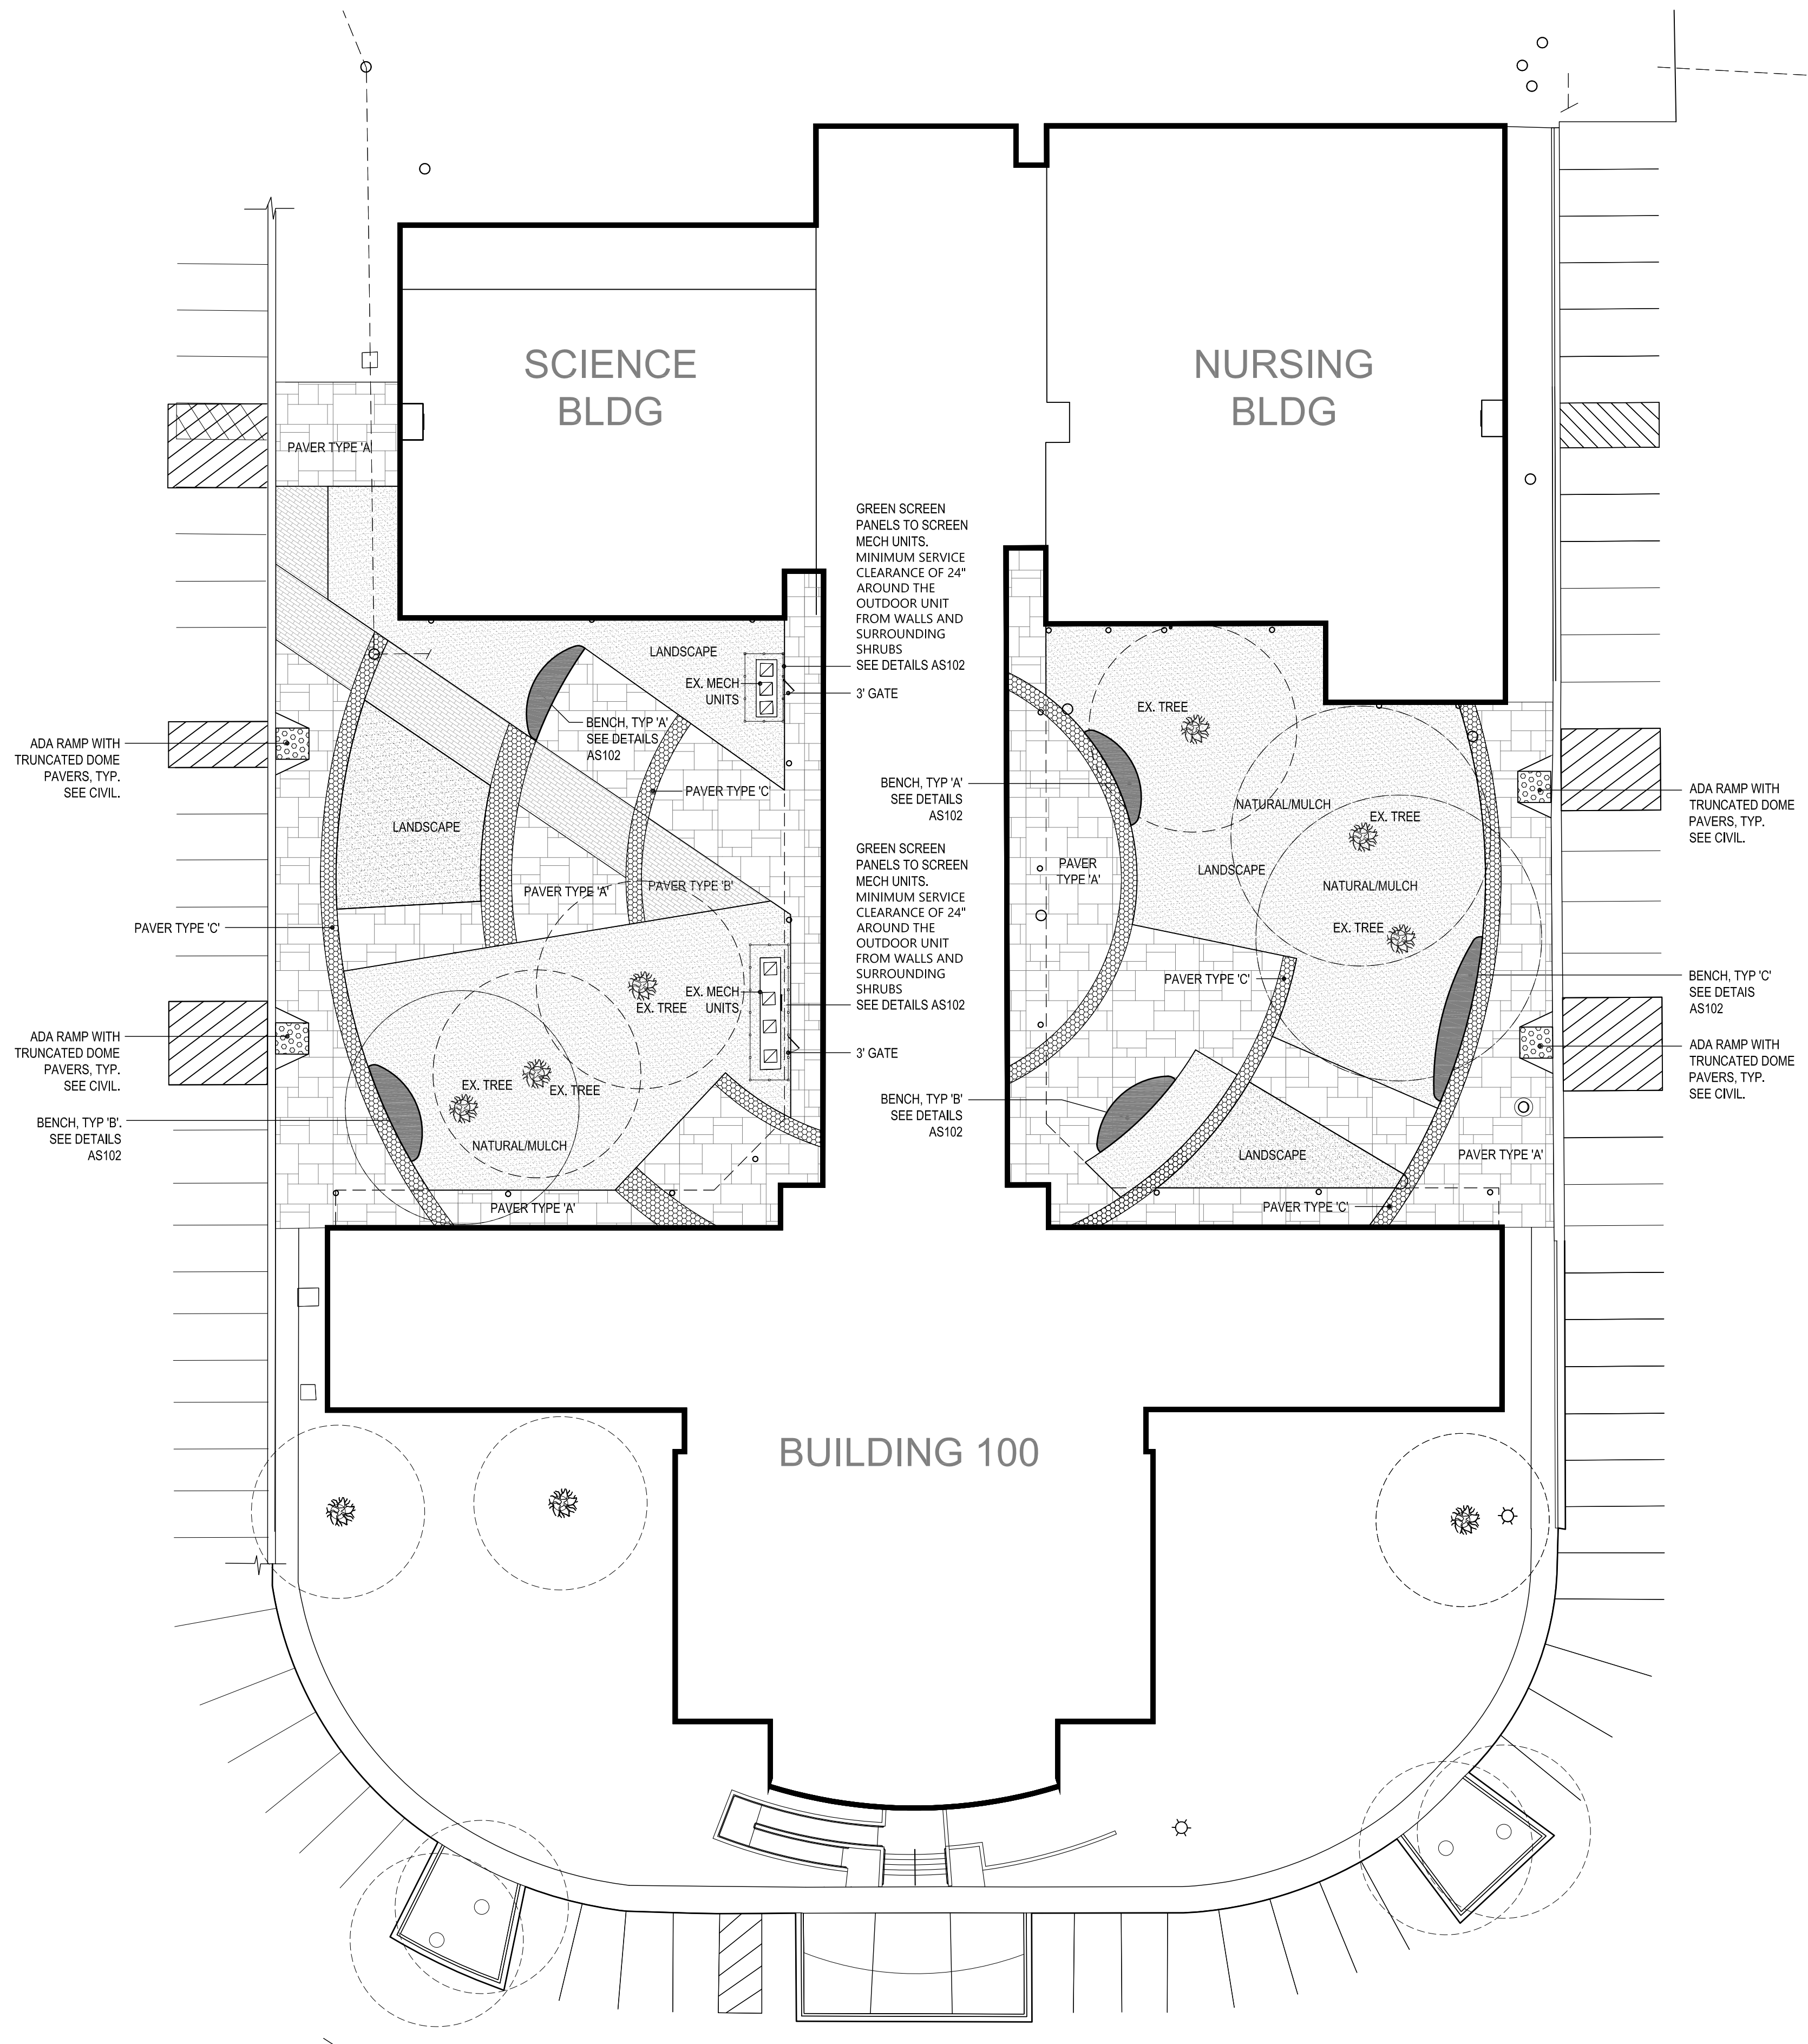 SCIENCE
BLDG
NURSING
BLDG
PAVER TYPE 'A'
GREEN SCREEN
PANELS TO SCREEN
MECH UNITS.
MINIMUM SERVICE
CLEARANCE OF 24"
AROUND THE
OUTDOOR UNIT
FROM WALLS AND
SURROUNDING
SHRUBS
SEE DETAILS AS102
3' GATE
LANDSCAPE
EX. MECH
UNITS
BENCH, TYP 'A'
SEE DETAILS
AS102
PAVER TYPE 'C'
ADA RAMP WITH
TRUNCATED DOME
PAVERS, TYP.
SEE CIVIL.
LANDSCAPE
PAVER TYPE 'A'
PAVER TYPE 'B'
PAVER TYPE 'C'
EX. MECH
UNITS
EX. TREE
ADA RAMP WITH
TRUNCATED DOME
PAVERS, TYP.
SEE CIVIL.
EX. TREE
EX. TREE
BENCH, TYP 'B'.
SEE DETAILS
AS102
NATURAL/MULCH
PAVER TYPE 'A'
GREEN SCREEN
PANELS TO SCREEN
MECH UNITS.
MINIMUM SERVICE
CLEARANCE OF 24"
AROUND THE
OUTDOOR UNIT
FROM WALLS AND
SURROUNDING
SHRUBS
SEE DETAILS AS102
3' GATE
EX. TREE
BENCH, TYP 'A'
SEE DETAILS
AS102
NATURAL/MULCH
EX. TREE
ADA RAMP WITH
TRUNCATED DOME
PAVERS, TYP.
SEE CIVIL.
PAVER
TYPE 'A'
LANDSCAPE
NATURAL/MULCH
EX. TREE
PAVER TYPE 'C'
BENCH, TYP 'C'
SEE DETAIS
AS102
ADA RAMP WITH
TRUNCATED DOME
PAVERS, TYP.
SEE CIVIL.
BENCH, TYP 'B'
SEE DETAILS
AS102
LANDSCAPE
PAVER TYPE 'A'
PAVER TYPE 'C'
BUILDING 100